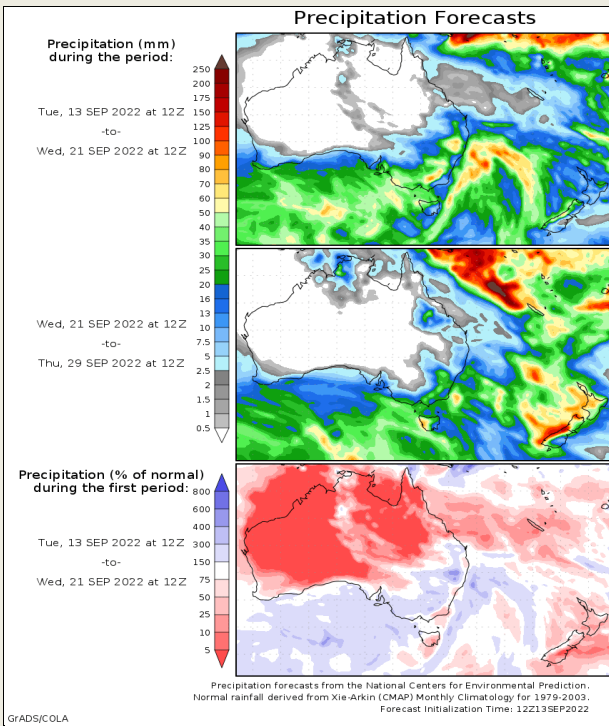 Precipitation Forecasts
Precipitation (mm)
during the period:
Tue, 13 SEP 2022 at 12Z
-to-
Wed, 21 SEP 2022 at 12Z
250
200
175
150
125
100
90
80
70
60
50
40
35
30
25
20
16
13
10
7.5
5
2.5
2
1.5
1
0.5
Wed, 21 SEP 2022 at 12Z
-to-
Thu, 29 SEP 2022 at 12Z
Precipitation (% of normal)
during the first period:
Tue, 13 SEP 2022 at 12Z
-to-
Wed, 21 SEP 2022 at 12Z
800
600
400
300
150
75
50
25
10
5
Precipitation forecasts from the National Centers for Environmental Prediction.
Normal rainfall derived from Xie-Arkin (CMAP) Monthly Climatology for 1979-2003.
Forecast Initialization Time: 12Z13SEP2022
GrADS/COLA